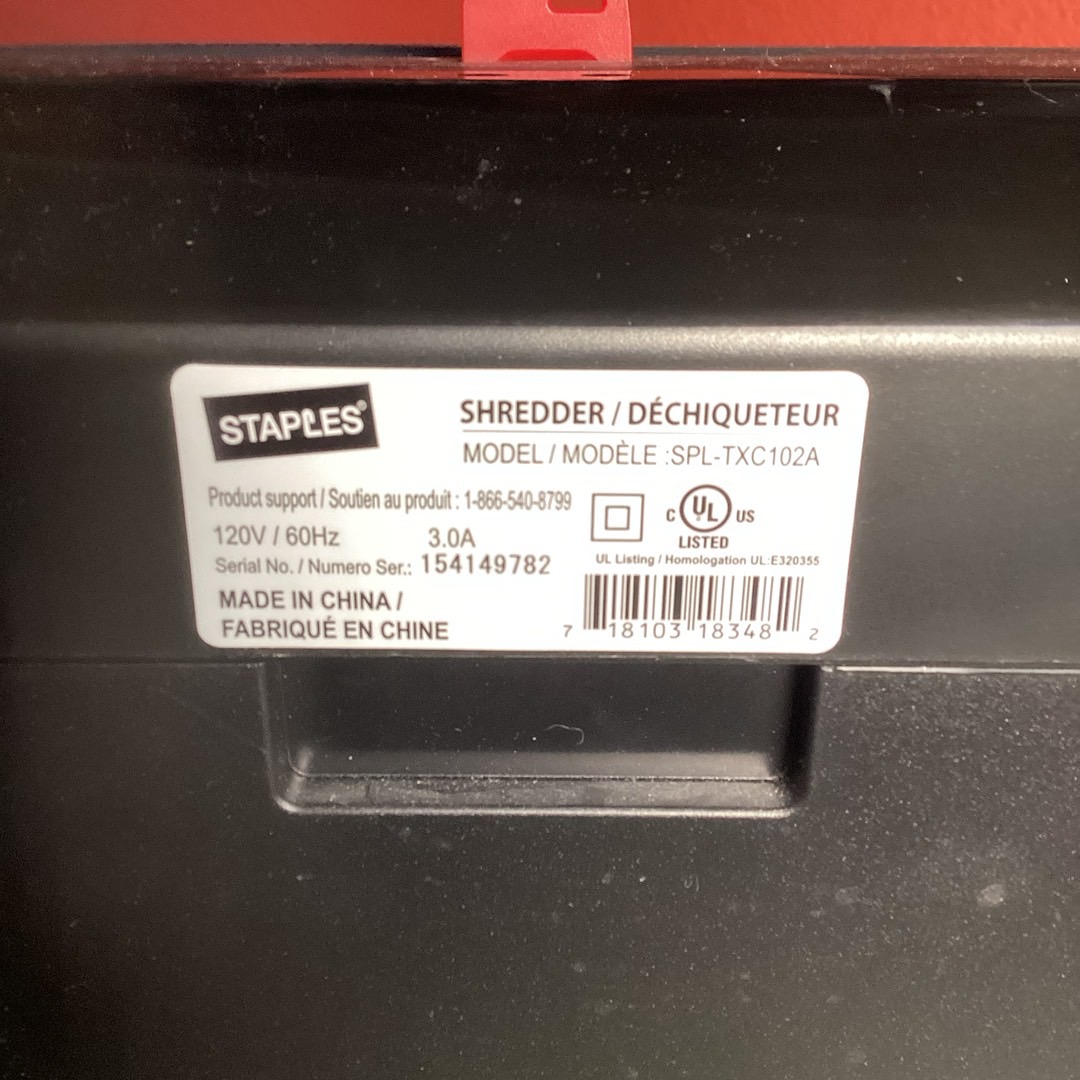 STAPLES®
SHREDDER / DÉCHIQUETEUR
MODEL / MODÈLE :SPL-TXC102A
Product support / Soutien au produit : 1-866-540-8799
120V / 60Hz 3.0A
Serial No. / Numero Ser.: 154149782
MADE IN CHINA /
FABRIQUÉ EN CHINE
C UL US
LISTED
UL Listing / Homologation UL:E320355
7 18103 18348 2